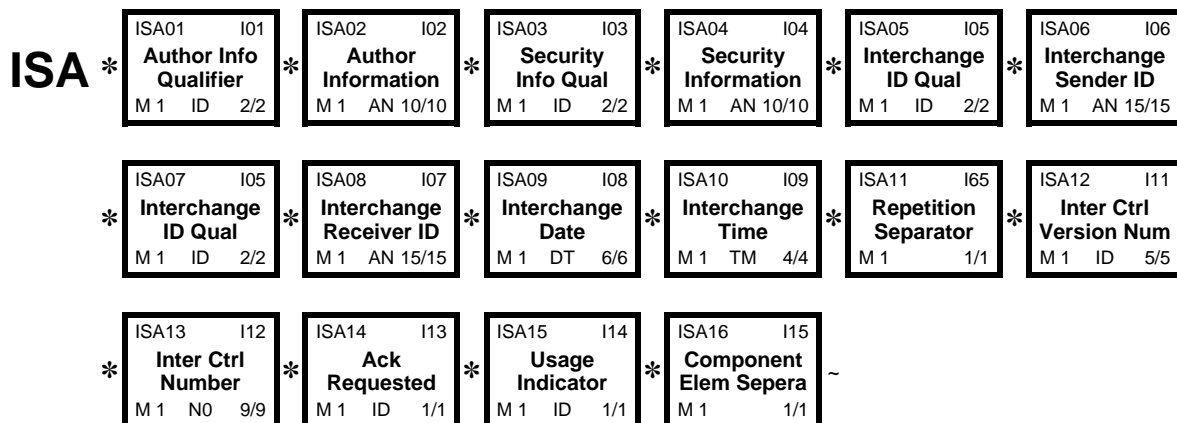 ISA01 I01 ISA02 I02 ISA03 I03 ISA04 I04 ISA05 I05 ISA06 I06
ISA * Author Info * Author * Security * Security * Interchange * Interchange
Qualifier Information Info Qual Information ID Qual Sender ID
M 1 ID 2/2 M 1 AN 10/10 M 1 ID 2/2 M 1 AN 10/10 M 1 ID 2/2 M 1 AN 15/15
ISA07 I05 ISA08 I07 ISA09 I08 ISA10 I09 ISA11 I65 ISA12 I11
* Interchange * Interchange * Interchange * Interchange * Repetition * Inter Ctrl
ID Qual Receiver ID Date Time Separator Version Num
M 1 ID 2/2 M 1 AN 15/15 M 1 DT 6/6 M 1 TM 4/4 M 1 1/1 M 1 ID 5/5
ISA13 I12 ISA14 I13 ISA15 I14 ISA16 I15
* Inter Ctrl * Ack * Usage * Component ~
Number Requested Indicator Elem Sepera
M 1 N0 9/9 M 1 ID 1/1 M 1 ID 1/1 M 1 1/1